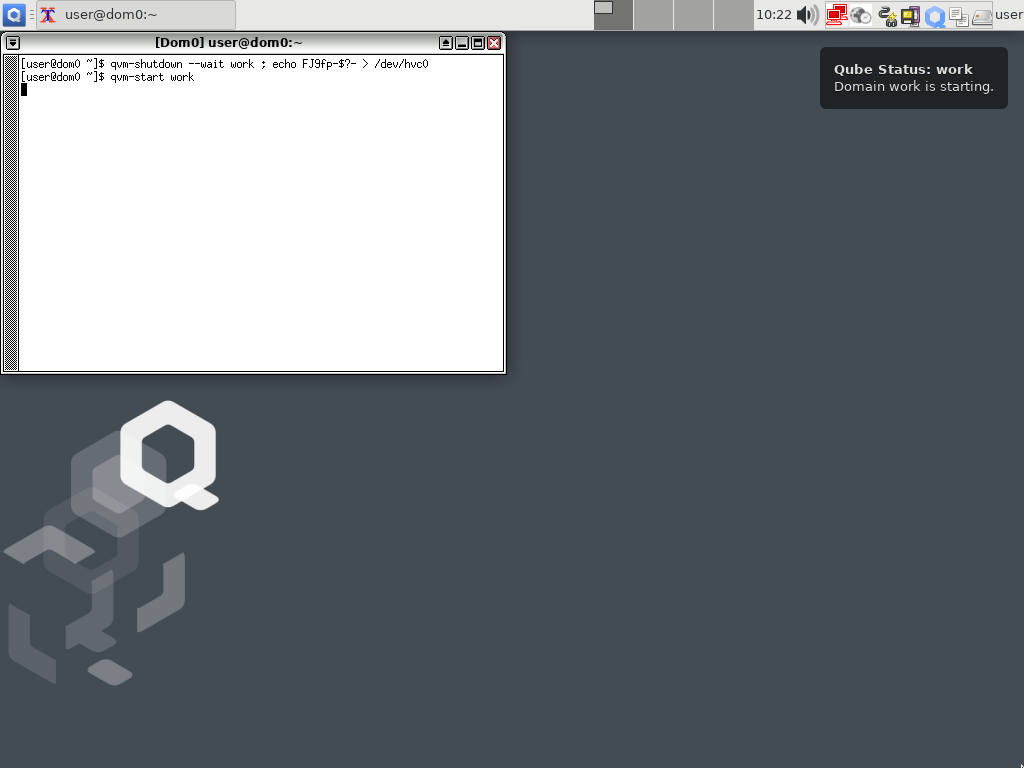 user@dom0:~
10:22
user
[Dom0] user@dom0:~
[user@dom0 ~]$ qvm-shutdown --wait work ; echo FJ9fp-$?- > /dev/hvc0
[user@dom0 ~]$ qvm-start work
Qube Status: work
Domain work is starting.